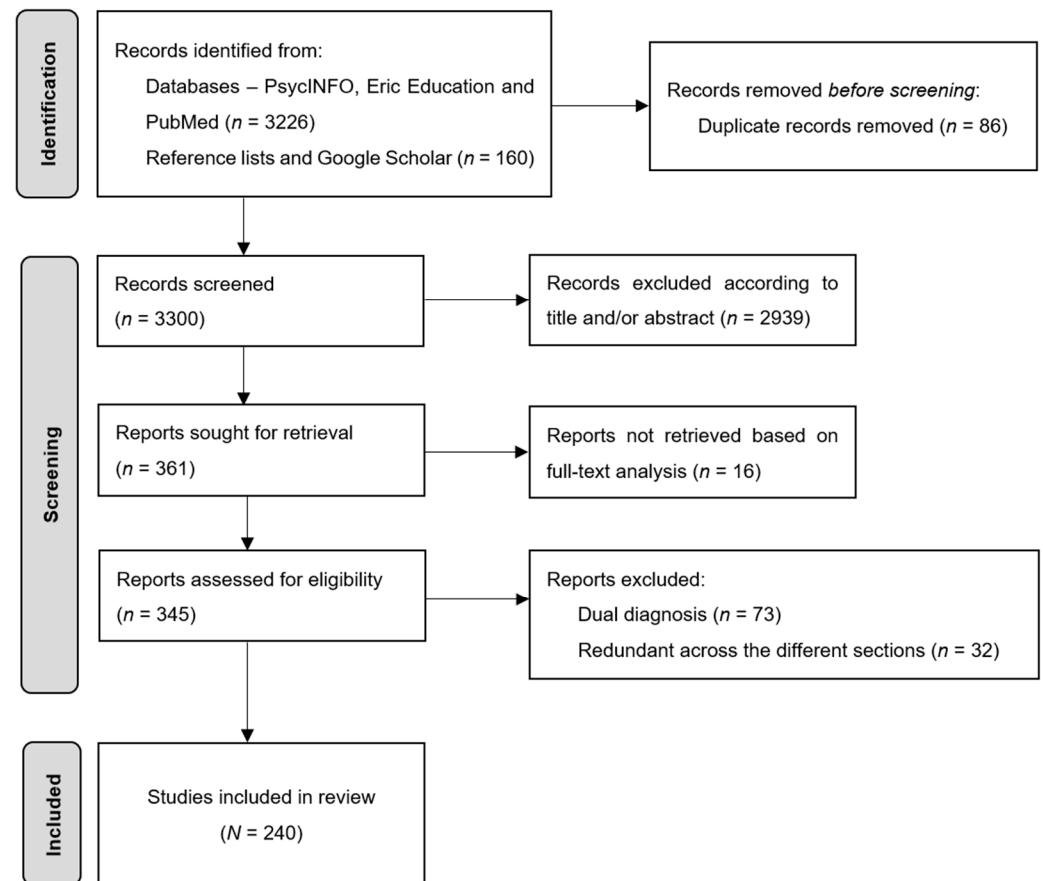 Identification
Records identified from:
Databases – PsycINFO, Eric Education and
PubMed (n = 3226)
Reference lists and Google Scholar (n = 160)
Records removed before screening:
Duplicate records removed (n = 86)
Screening
Records screened
(n = 3300)
Records excluded according to
title and/or abstract (n = 2939)
Reports sought for retrieval
(n = 361)
Reports not retrieved based on
full-text analysis (n = 16)
Reports assessed for eligibility
(n = 345)
Reports excluded:
Dual diagnosis (n = 73)
Redundant across the different sections (n = 32)
Included
Studies included in review
(N = 240)